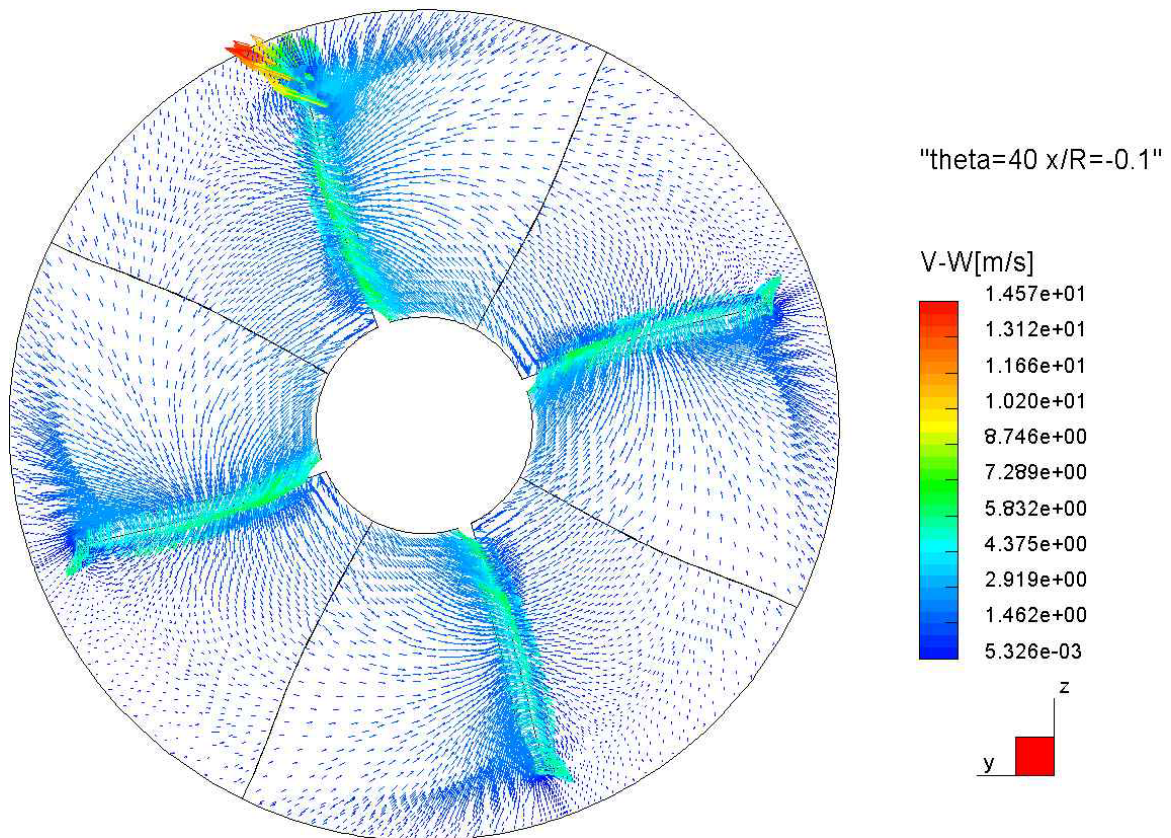 "theta=40 x/R=-0.1"
V-W[m/s]
1.457e+01
1.312e+01
1.166e+01
1.020e+01
8.746e+00
7.289e+00
5.832e+00
4.375e+00
2.919e+00
1.462e+00
5.326e-03
z
y